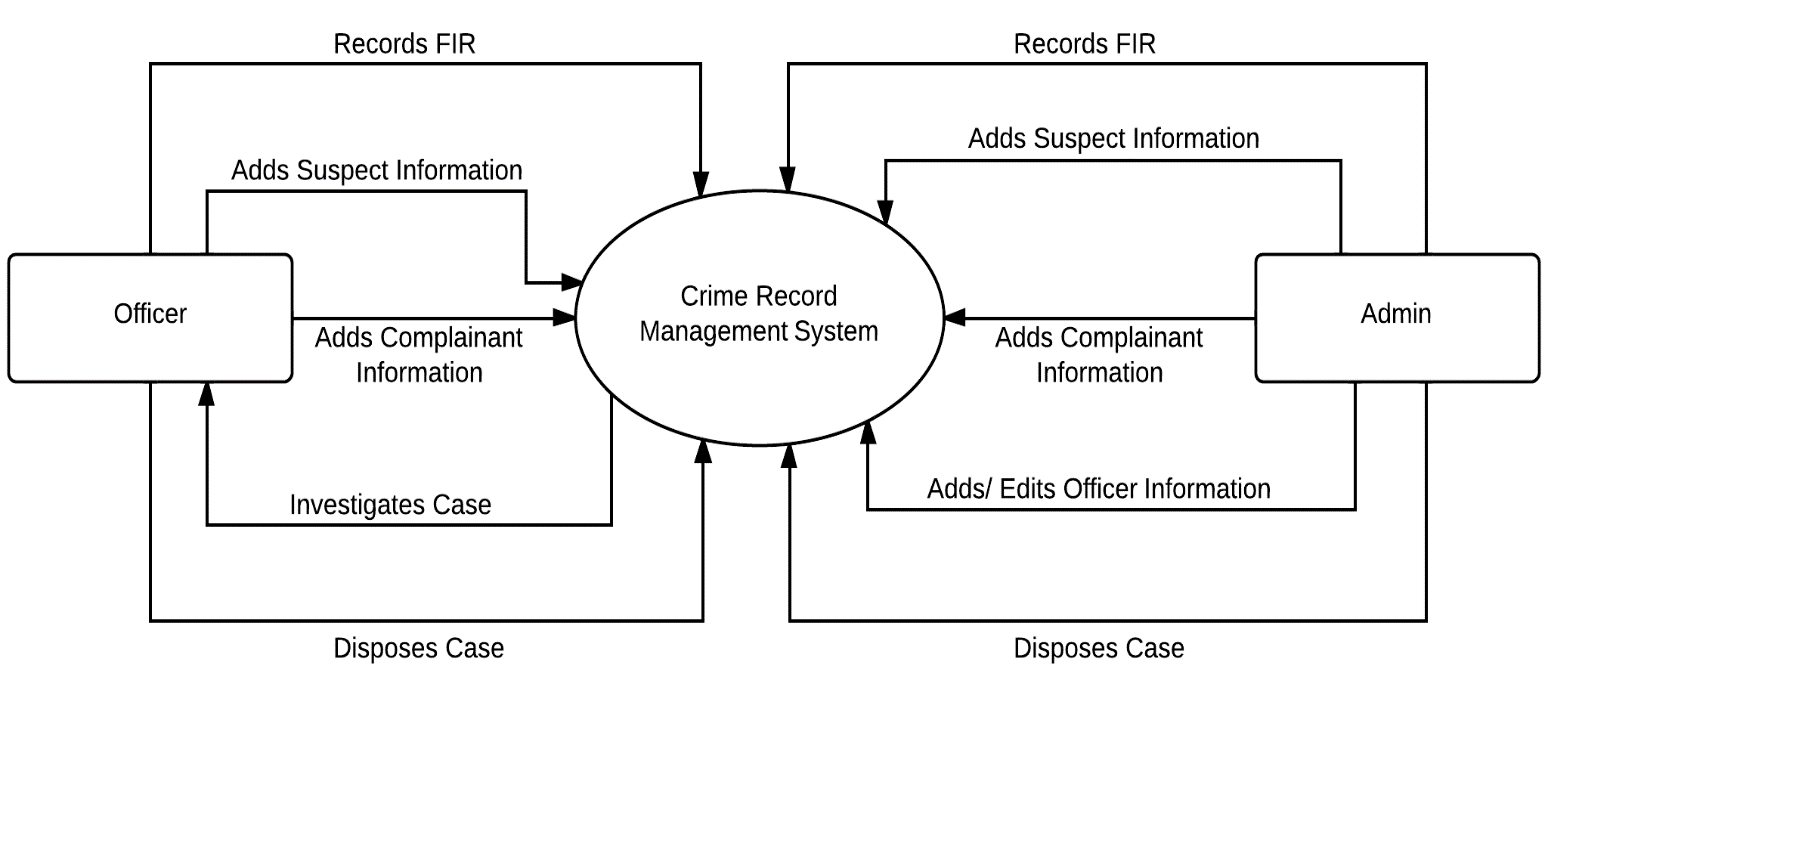 Records FIR
Records FIR
Adds Suspect Information
Adds Suspect Information
Officer
Adds Complainant
Information
Crime Record
Management System
Adds Complainant
Information
Admin
Investigates Case
Adds/ Edits Officer Information
Disposes Case
Disposes Case